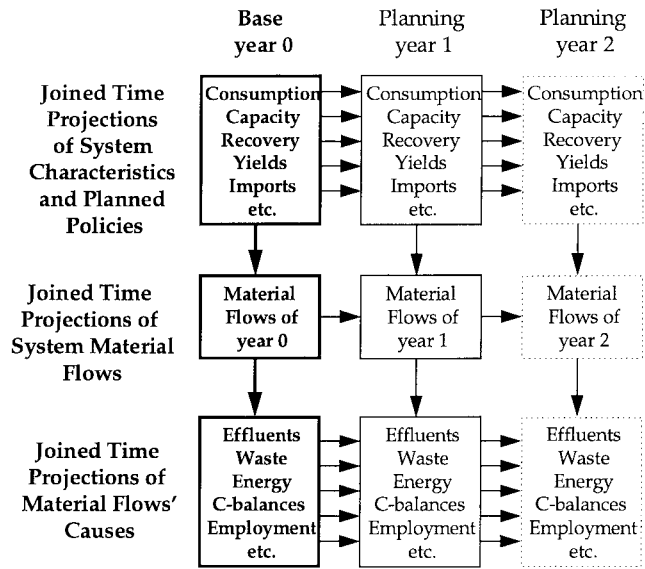 Base
year 0
Planning
year 1
Planning
year 2
Joined Time
Projections
of System
Characteristics
and Planned
Policies
Consumption
Capacity
Recovery
Yields
Imports
etc.
Consumption
Capacity
Recovery
Yields
Imports
etc.
Consumption
Capacity
Recovery
Yields
Imports
etc.
Joined Time
Projections of
System Material
Flows
Material
Flows of
year 0
Material
Flows of
year 1
Material
Flows of
year 2
Joined Time
Projections of
Material Flows'
Causes
Effluents
Waste
Energy
C-balances
Employment
etc.
Effluents
Waste
Energy
C-balances
Employment
etc.
Effluents
Waste
Energy
C-balances
Employment
etc.